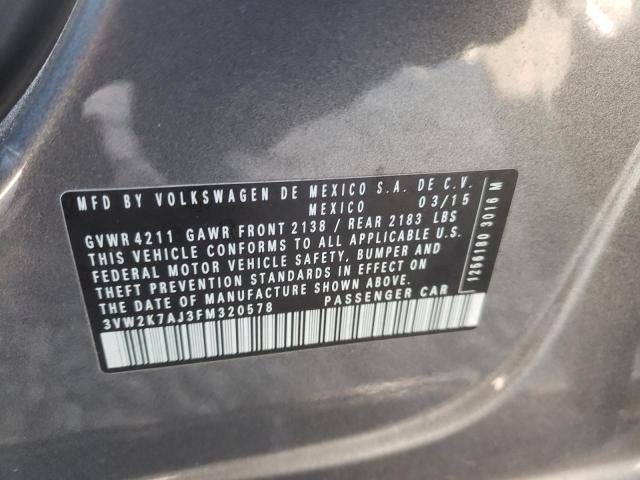 MFD BY VOLKSWAGEN DE MEXICO S.A. DE C.V.
MEXICO 03/15
GVWR 4211 GAWR FRONT 2138 / REAR 2183 LBS
THIS VEHICLE CONFORMS TO ALL APPLICABLE U.S.
FEDERAL MOTOR VEHICLE SAFETY, BUMPER AND
THEFT PREVENTION STANDARDS IN EFFECT ON
THE DATE OF MANUFACTURE SHOWN ABOVE.
3VW2K7AJ3FM320578 PASSENGER CAR
1266180 3016 M